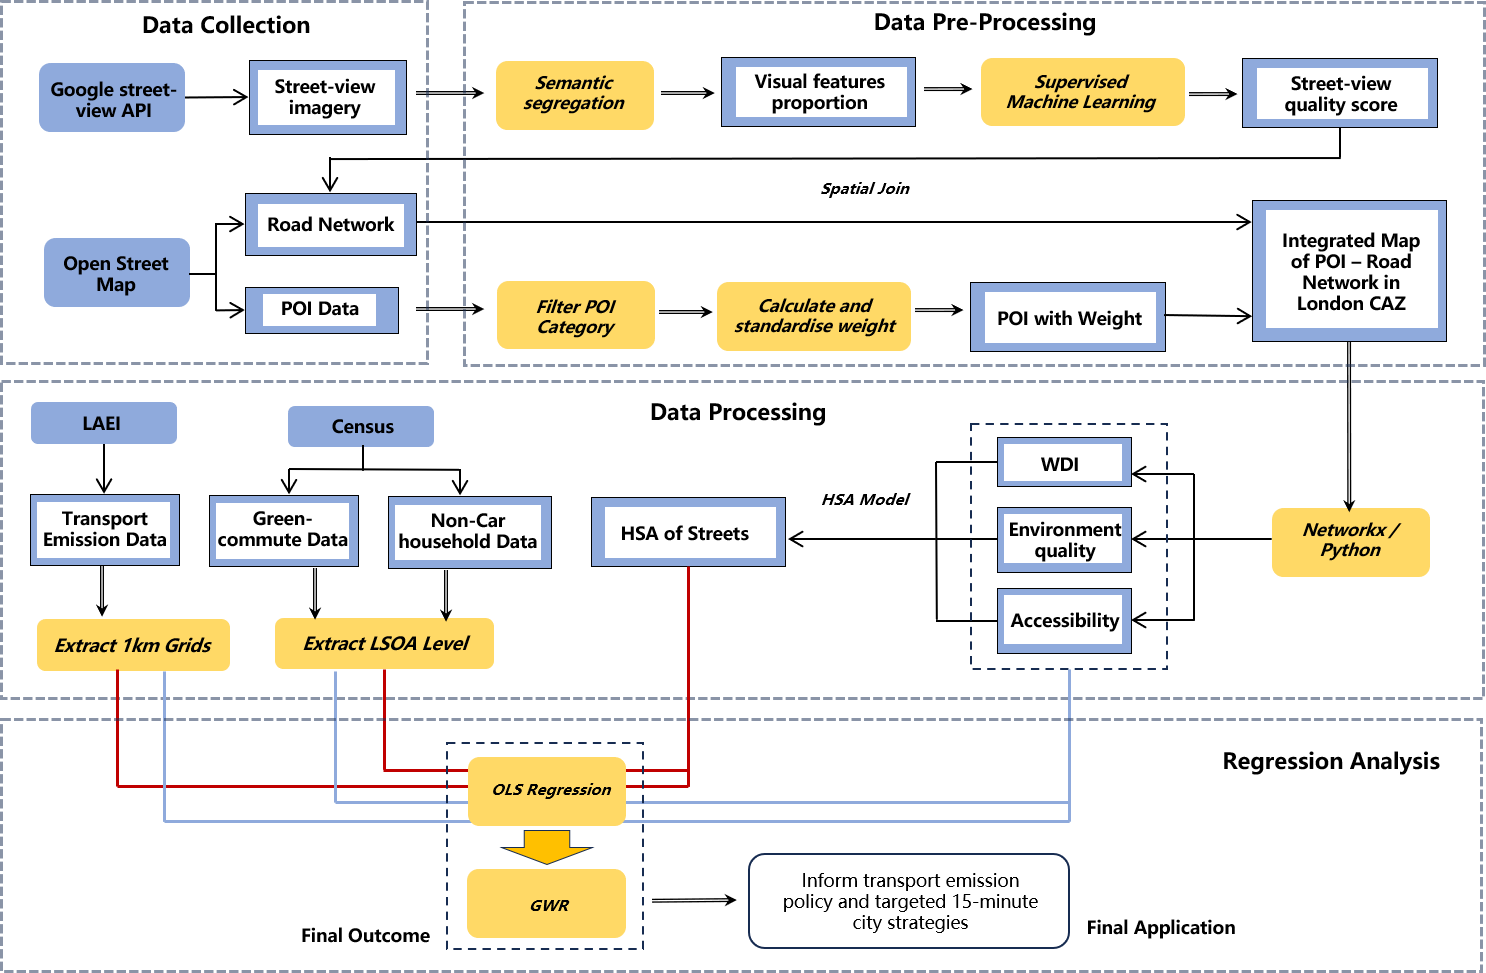 Data Collection
Data Pre-Processing
Google street-
view API
Street-view
imagery
Semantic
segregation
Visual features
proportion
Supervised
Machine Learning
Street-view
quality score
Spatial Join
Road Network
Open Street
Map
POI Data
Filter POI
Category
Calculate and
standardise weight
POI with Weight
Integrated Map
of POI – Road
Network in
London CAZ
Data Processing
LAEI
Census
Transport
Emission Data
Green-
commute Data
Non-Car
household Data
HSA of Streets
HSA Model
WDI
Environment
quality
Accessibility
Networkx /
Python
Extract 1km Grids
Extract LSOA Level
Regression Analysis
OLS Regression
GWR
Inform transport emission
policy and targeted 15-minute
city strategies
Final Outcome
Final Application